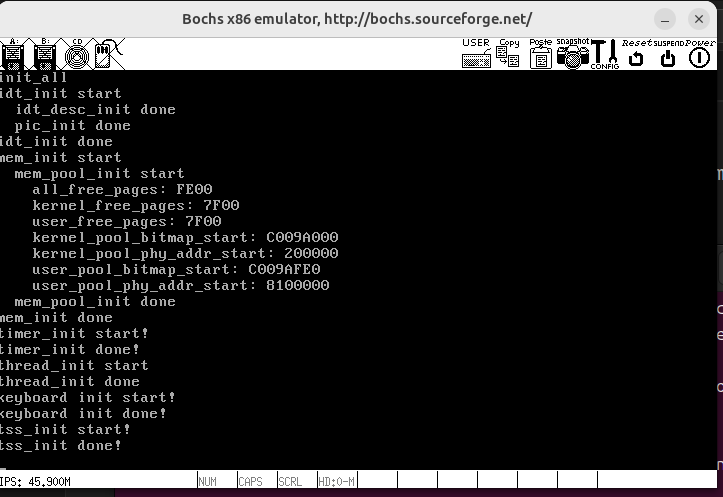 Bochs x86 emulator, http://bochs.sourceforge.net/
A: B: CD USER Copy Paste snapshot CONFIG Reset SUSPEND Power
init_all
idt_init start
idt_desc_init done
pic_init done
idt_init done
mem_init start
mem_pool_init start
all_free_pages: FE00
kernel_free_pages: 7F00
user_free_pages: 7F00
kernel_pool_bitmap_start: C009A000
kernel_pool_phy_addr_start: 200000
user_pool_bitmap_start: C009AFE0
user_pool_phy_addr_start: 8100000
mem_pool_init done
mem_init done
timer_init start!
timer_init done!
thread_init start
thread_init done
keyboard init start!
keyboard init done!
tss_init start!
tss_init done!
IPS: 45.900M NUM CAPS SCRL HD:0-M